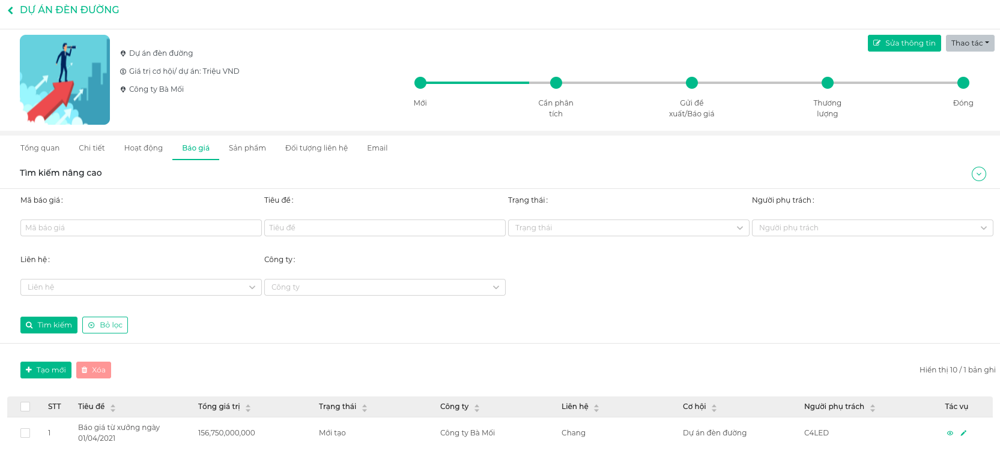 DỰ ÁN ĐÈN ĐƯỜNG
Sửa thông tin
Thao tác
Dự án đèn đường
Giá trị cơ hội/ dự án: Triệu VND
Công ty Bà Mối
Mới
Cần phân
tích
Gửi đề
xuất/Báo giá
Thương
lượng
Đóng
Tổng quan
Chi tiết
Hoạt động
Báo giá
Sản phẩm
Đối tượng liên hệ
Email
Tìm kiếm nâng cao
Mã báo giá:
Tiêu đề:
Trạng thái:
Người phụ trách:
Mã báo giá
Tiêu đề
Trạng thái
Người phụ trách
Liên hệ:
Công ty:
Liên hệ
Công ty
Tìm kiếm
Bỏ lọc
Tạo mới
Xóa
Hiển thị 10 / 1 bản ghi
STT
Tiêu đề
Tổng giá trị
Trạng thái
Công ty
Liên hệ
Cơ hội
Người phụ trách
Tác vụ
1
Báo giá từ xưởng ngày
01/04/2021
156,750,000,000
Mới tạo
Công ty Bà Mối
Chang
Dự án đèn đường
C4LED